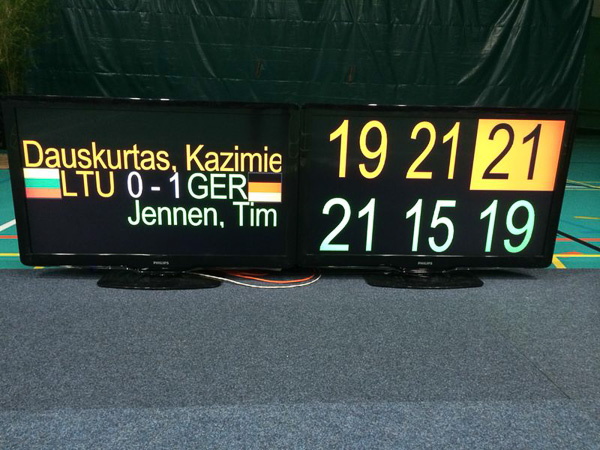 Dauskurtas, Kazimie
LTU 0 - 1 GER
Jennen, Tim
19 21 21
21 15 19
PHILIPS
PHILIPS